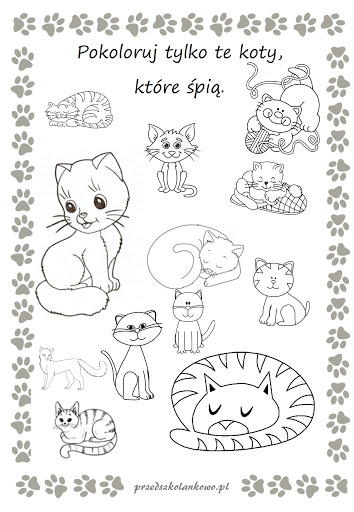 Pokoloruj tylko te koty,
które śpią.
przedszkolankowo.pl